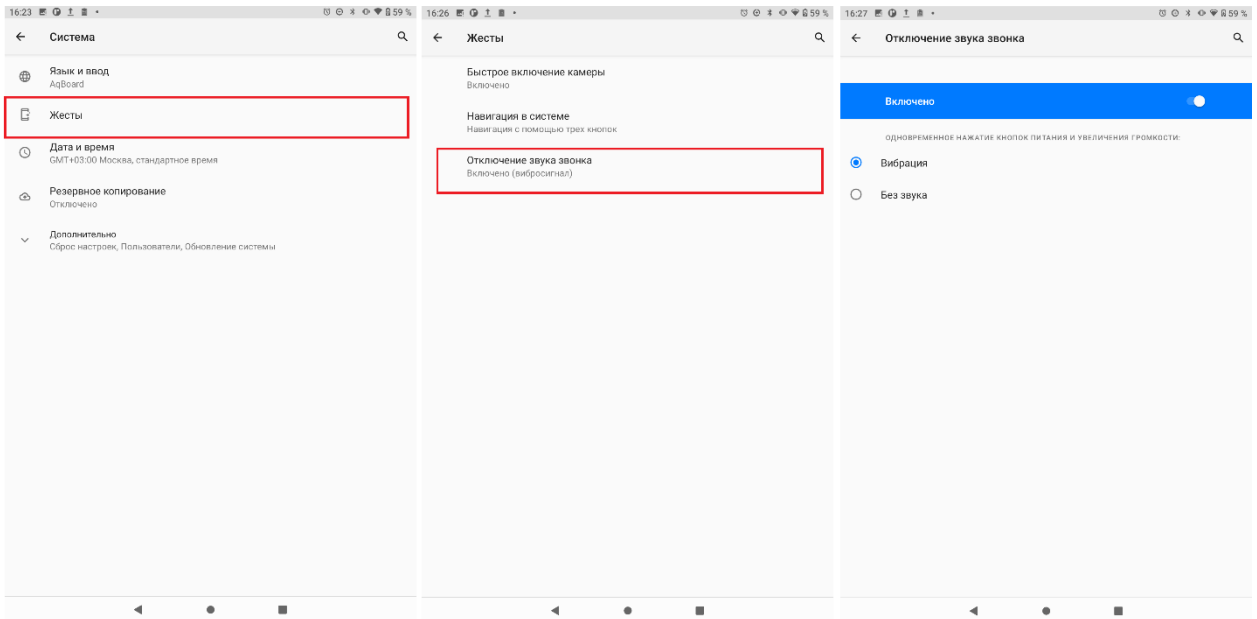 16:23
59 %
Система
Язык и ввод
AqBoard
Жесты
Дата и время
GMT+03:00 Москва, стандартное время
Резервное копирование
Отключено
Дополнительно
Сброс настроек, Пользователи, Обновление системы
16:26
59 %
Жесты
Быстрое включение камеры
Включено
Навигация в системе
Навигация с помощью трех кнопок
Отключение звука звонка
Включено (вибросигнал)
16:27
59 %
Отключение звука звонка
Включено
ОДНОВРЕМЕННОЕ НАЖАТИЕ КНОПОК ПИТАНИЯ И УВЕЛИЧЕНИЯ ГРОМКОСТИ:
Вибрация
Без звука